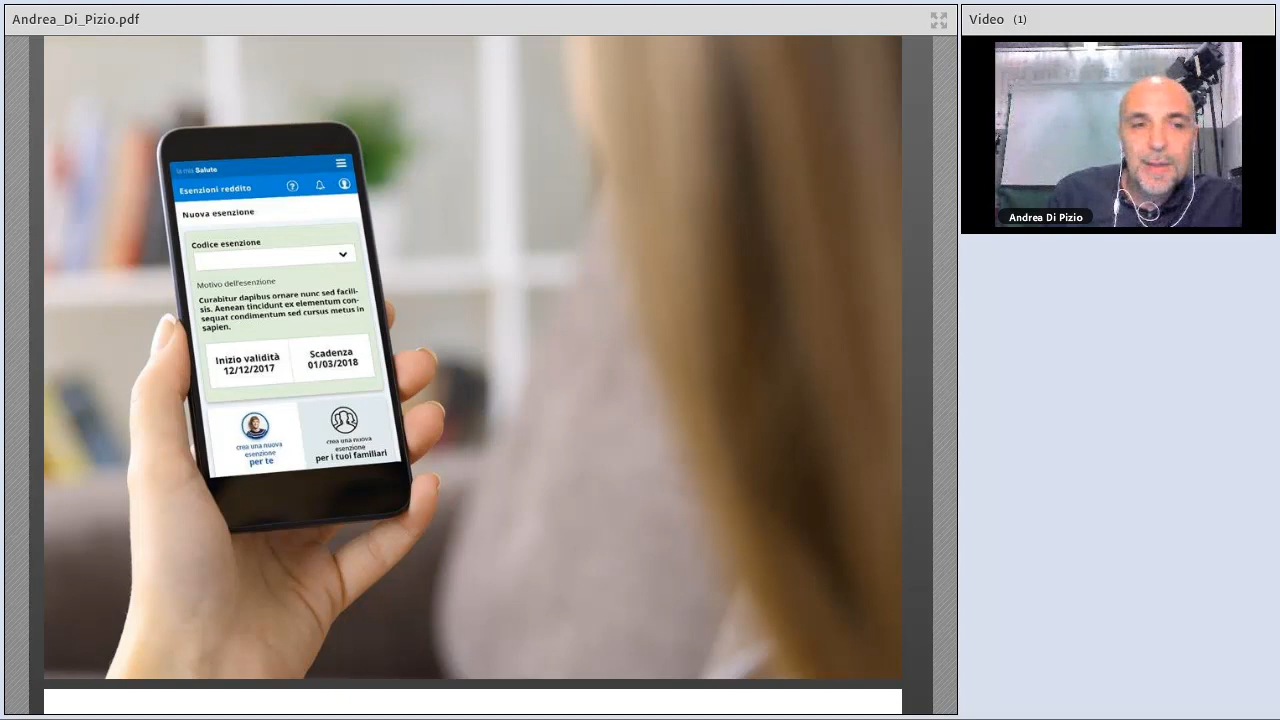 Andrea_Di_Pizio.pdf
Video (1)
Andrea Di Pizio
la mia Salute
Esenzioni reddito
?
Nuova esenzione
Codice esenzione
Motivo dell'esenzione
Curabitur dapibus ornare nunc sed facili-
sis. Aenean tincidunt ex elementum con-
sequat condimentum sed cursus metus in
sapien.
Inizio validità
12/12/2017
Scadenza
01/03/2018
crea una nuova
esenzione
per te
crea una nuova
esenzione
per i tuoi familiari